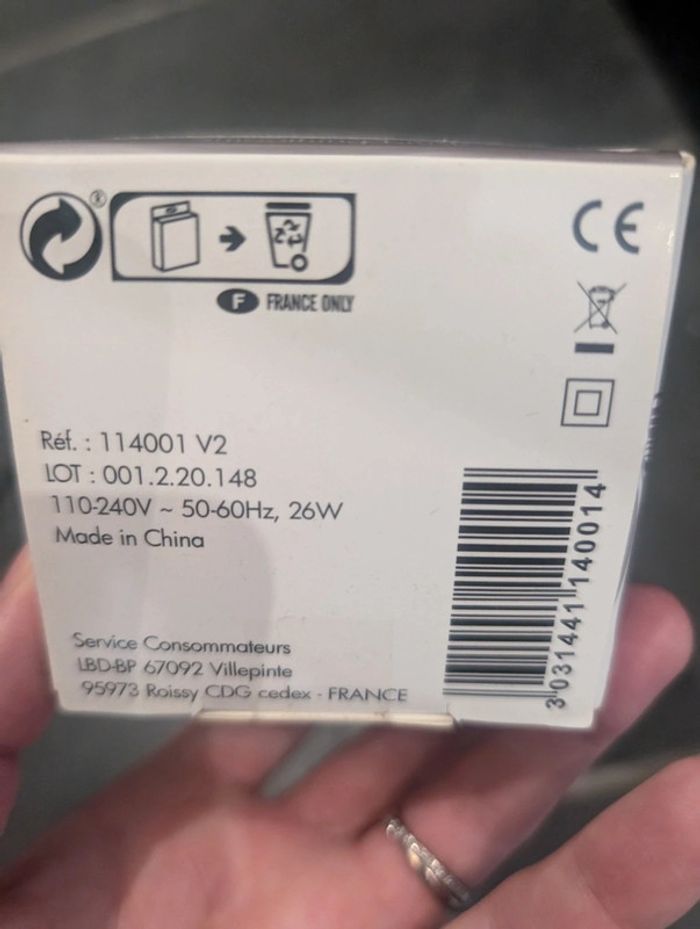 ®
F FRANCE ONLY
CE
Réf. : 114001 V2
LOT : 001.2.20.148
110-240V ~ 50-60Hz, 26W
Made in China
Service Consommateurs
LBD-BP 67092 Villepinte
95973 Roissy CDG cedex - FRANCE
3 031441 140014